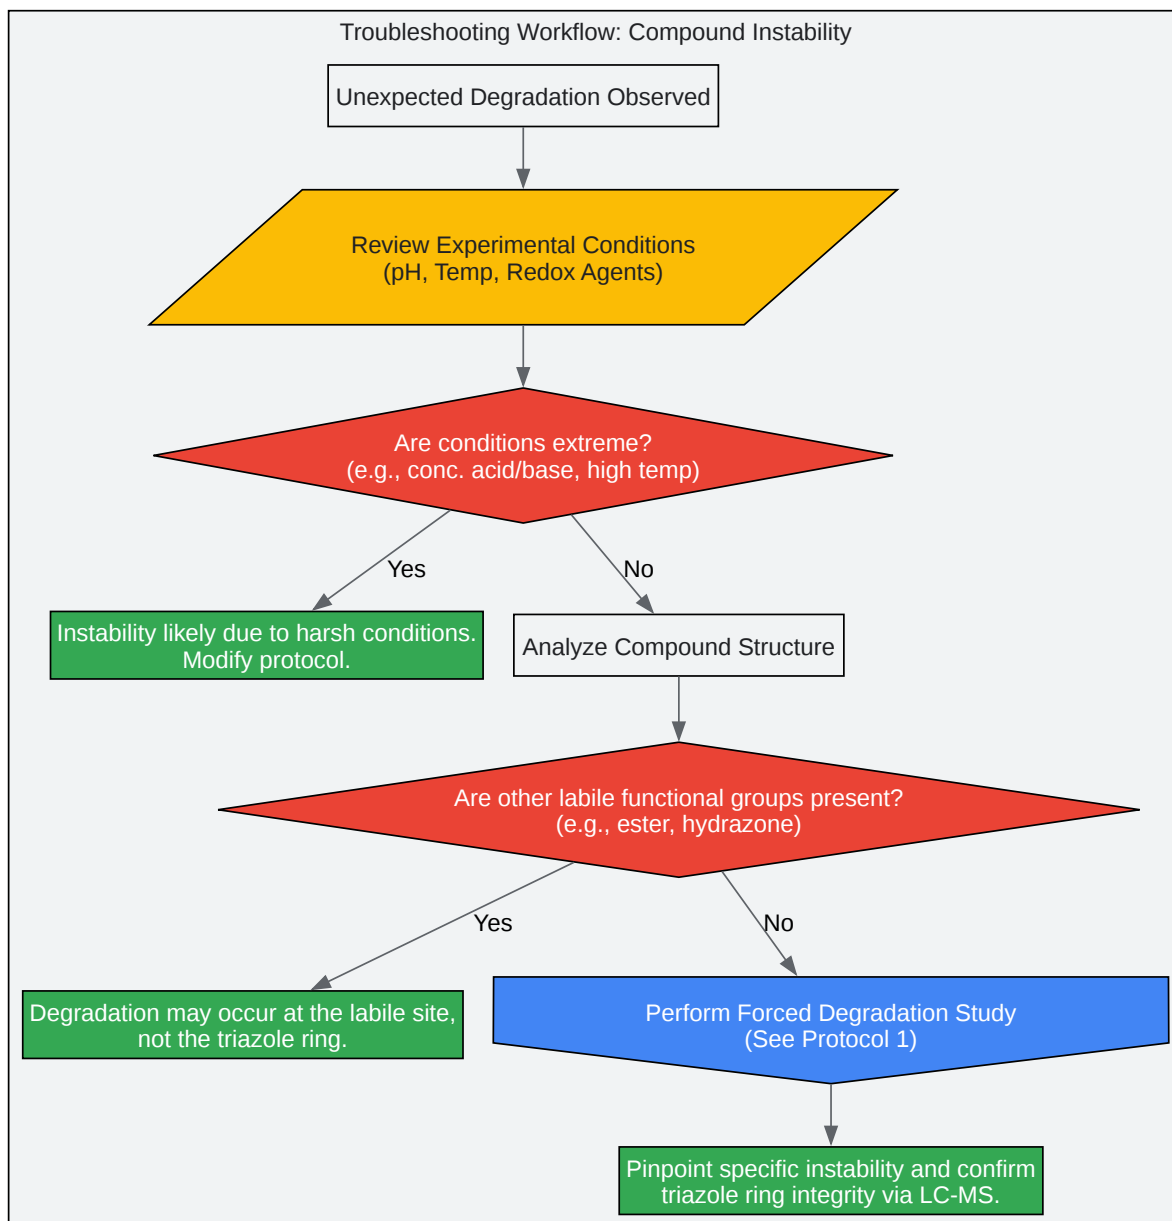 Troubleshooting Workflow: Compound Instability
Unexpected Degradation Observed
Review Experimental Conditions
(pH, Temp, Redox Agents)
Are conditions extreme?
(e.g., conc. acid/base, high temp)
Yes
No
Instability likely due to harsh conditions.
Modify protocol.
Analyze Compound Structure
Are other labile functional groups present?
(e.g., ester, hydrazone)
Yes
No
Degradation may occur at the labile site,
not the triazole ring.
Perform Forced Degradation Study
(See Protocol 1)
Pinpoint specific instability and confirm
triazole ring integrity via LC-MS.